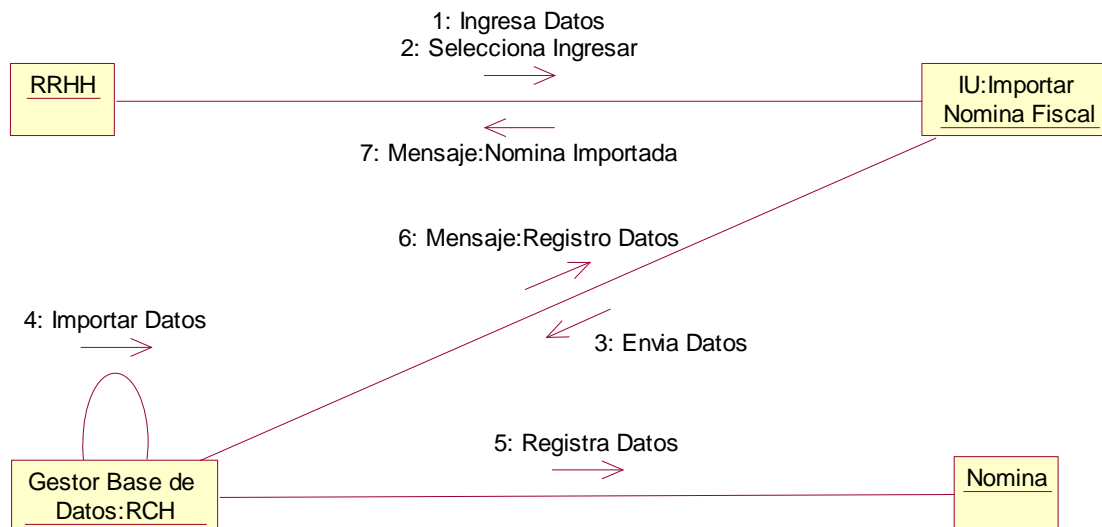 1: Ingresa Datos
2: Selecciona Ingresar
RRHH
IU:Importar
Nomina Fiscal
7: Mensaje:Nomina Importada
6: Mensaje:Registro Datos
4: Importar Datos
3: Envia Datos
5: Registra Datos
Gestor Base de
Datos:RCH
Nomina